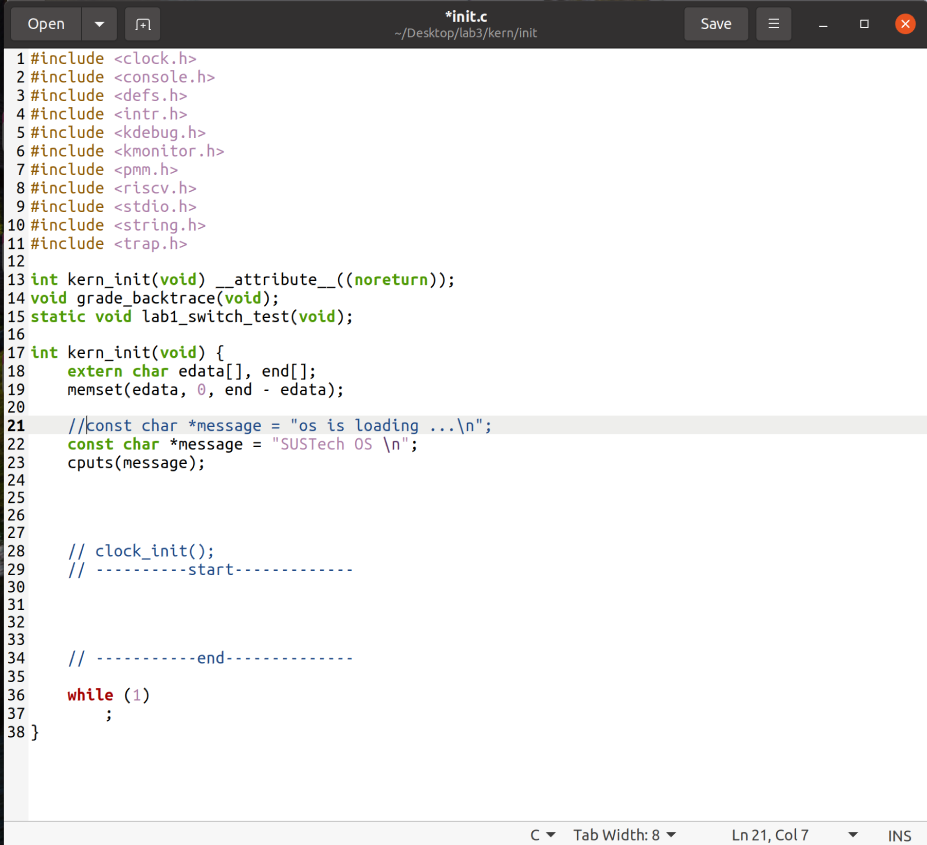 Open
*init.c
~/Desktop/lab3/kern/init
Save
1 #include <clock.h>
2 #include <console.h>
3 #include <defs.h>
4 #include <intr.h>
5 #include <kdebug.h>
6 #include <kmonitor.h>
7 #include <pmm.h>
8 #include <riscv.h>
9 #include <stdio.h>
10 #include <string.h>
11 #include <trap.h>
12
13 int kern_init(void) __attribute__((noreturn));
14 void grade_backtrace(void);
15 static void lab1_switch_test(void);
16
17 int kern_init(void) {
18     extern char edata[], end[];
19     memset(edata, 0, end - edata);
20
21     //const char *message = "os is loading ...\n";
22     const char *message = "SUSTech OS \n";
23     cputs(message);
24
25
26
27
28     // clock_init();
29     // ----------start-------------
30
31
32
33
34     // -----------end--------------
35
36     while (1)
37         ;
38 }
C
Tab Width: 8
Ln 21, Col 7
INS